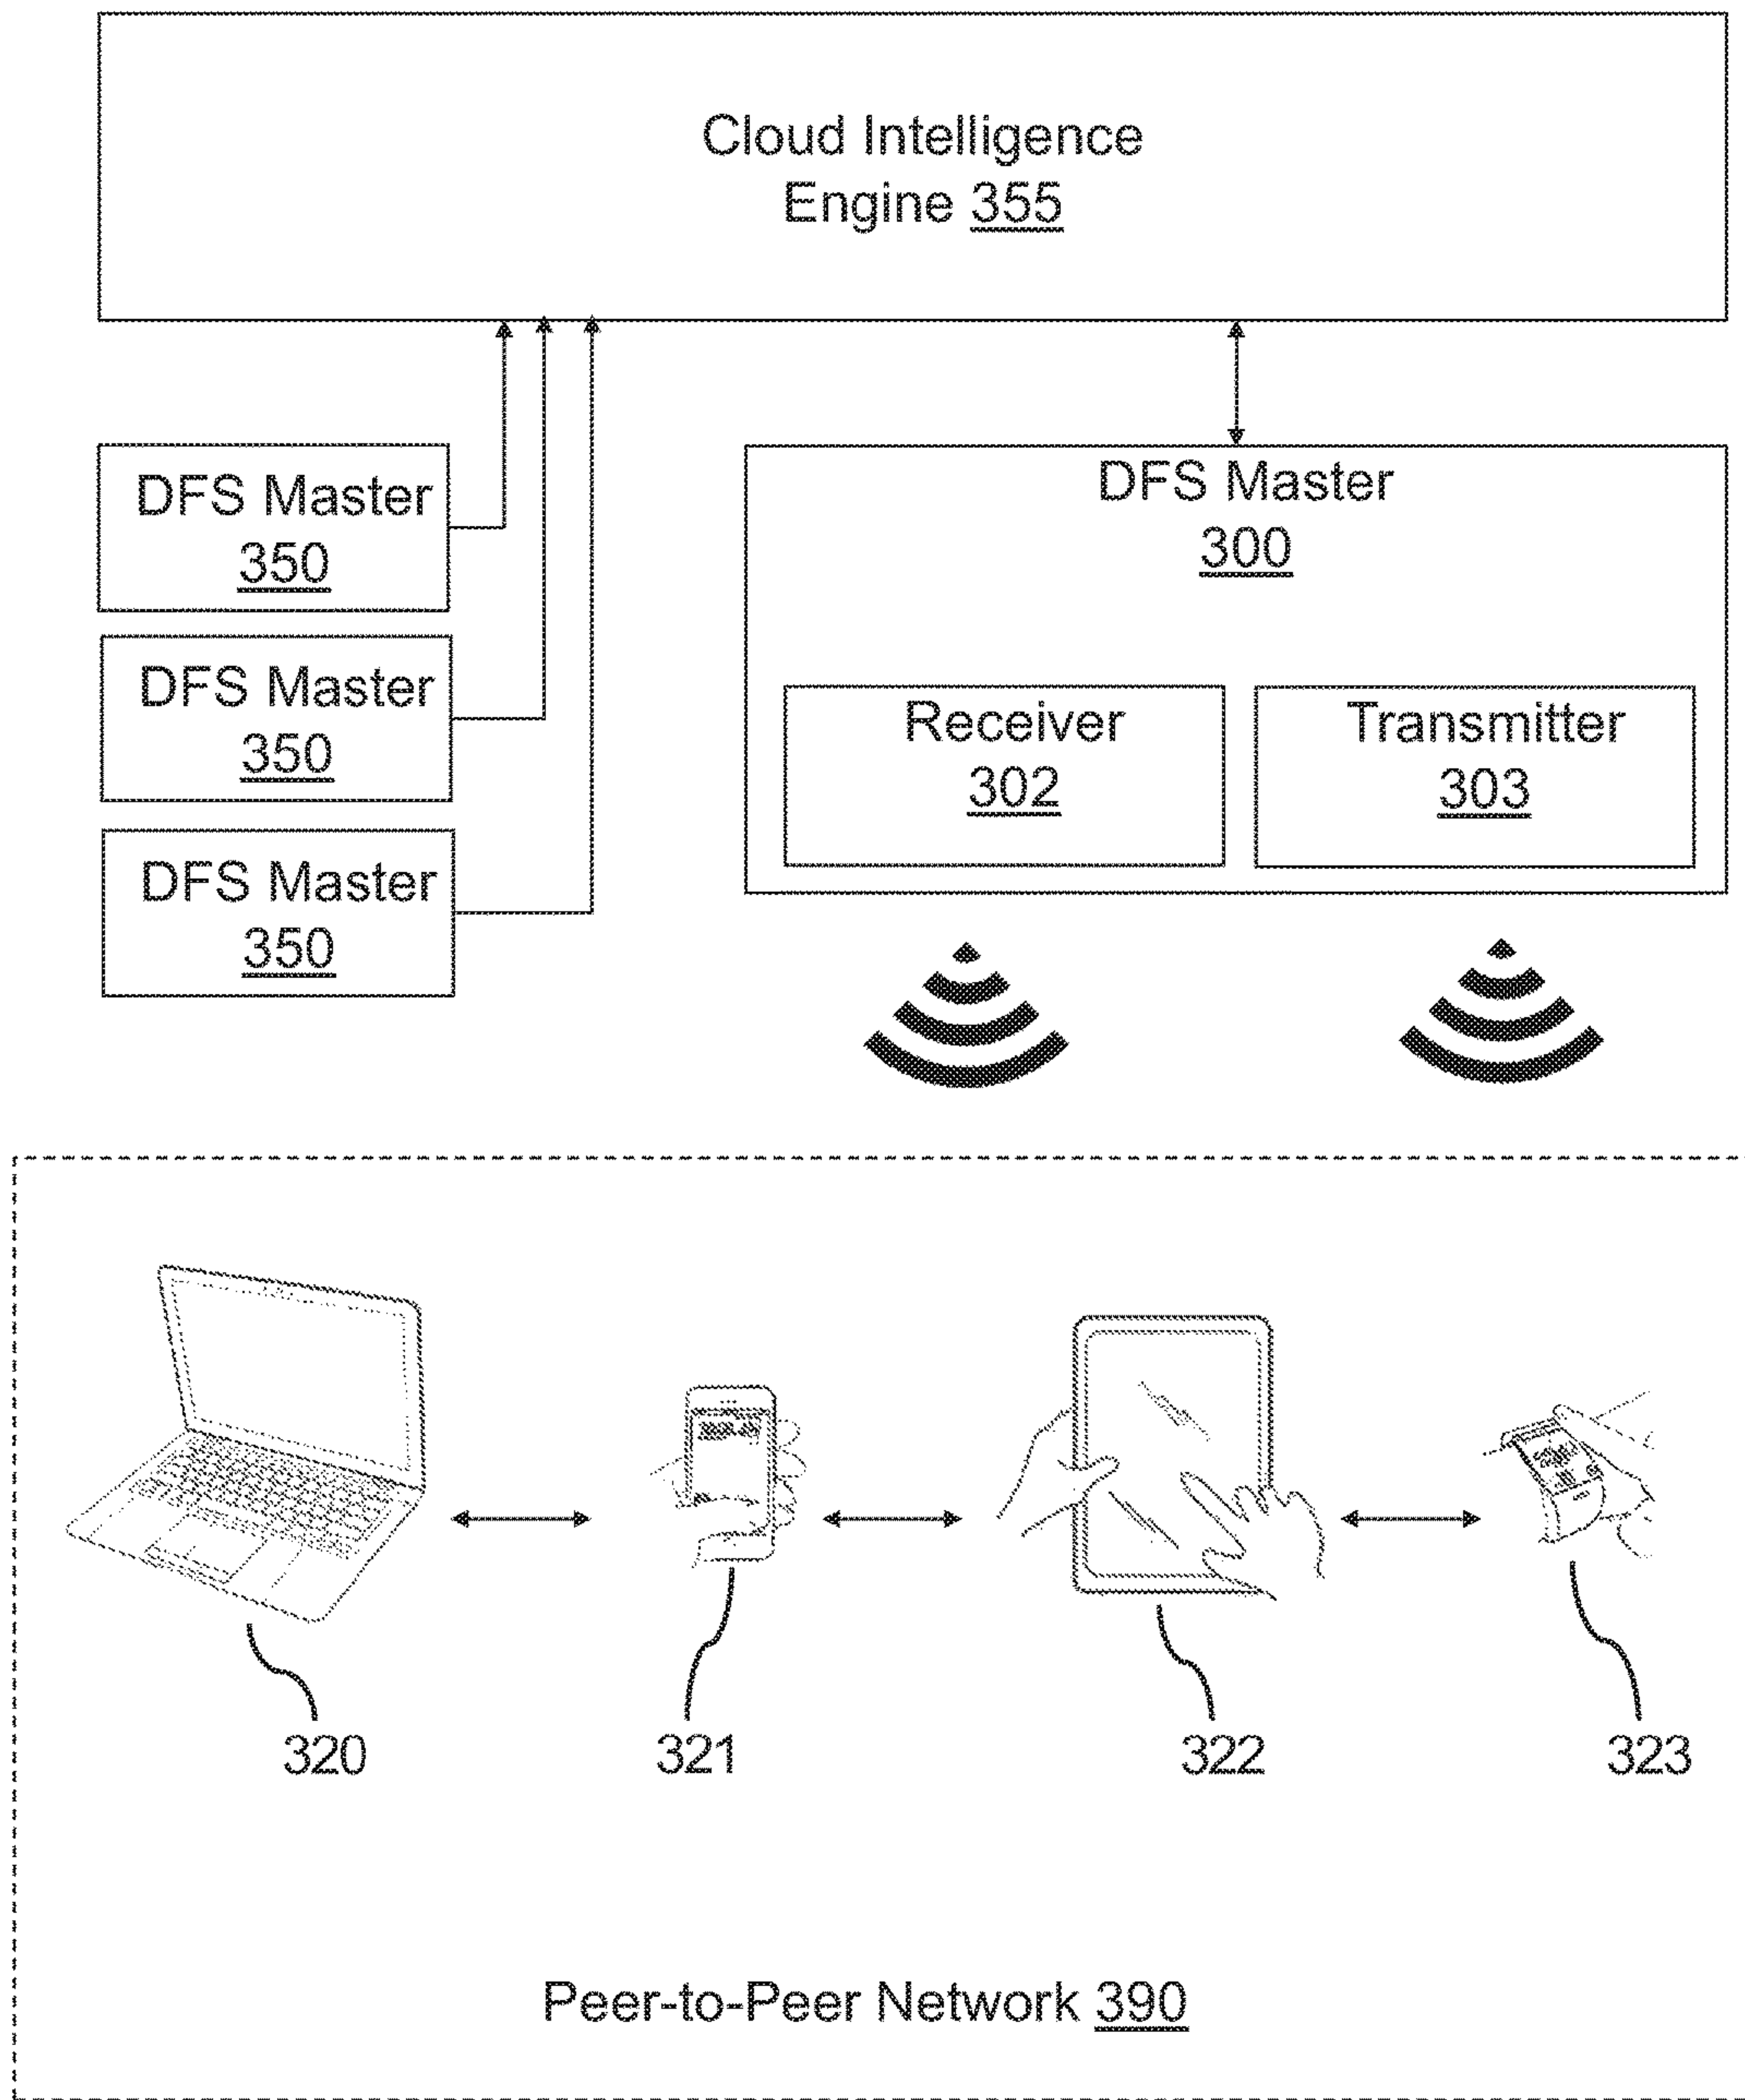 Cloud Intelligence
Engine 355
DFS Master
350
DFS Master
350
DFS Master
350
DFS Master
300
Receiver
302
Transmitter
303
320
321
322
323
Peer-to-Peer Network 390